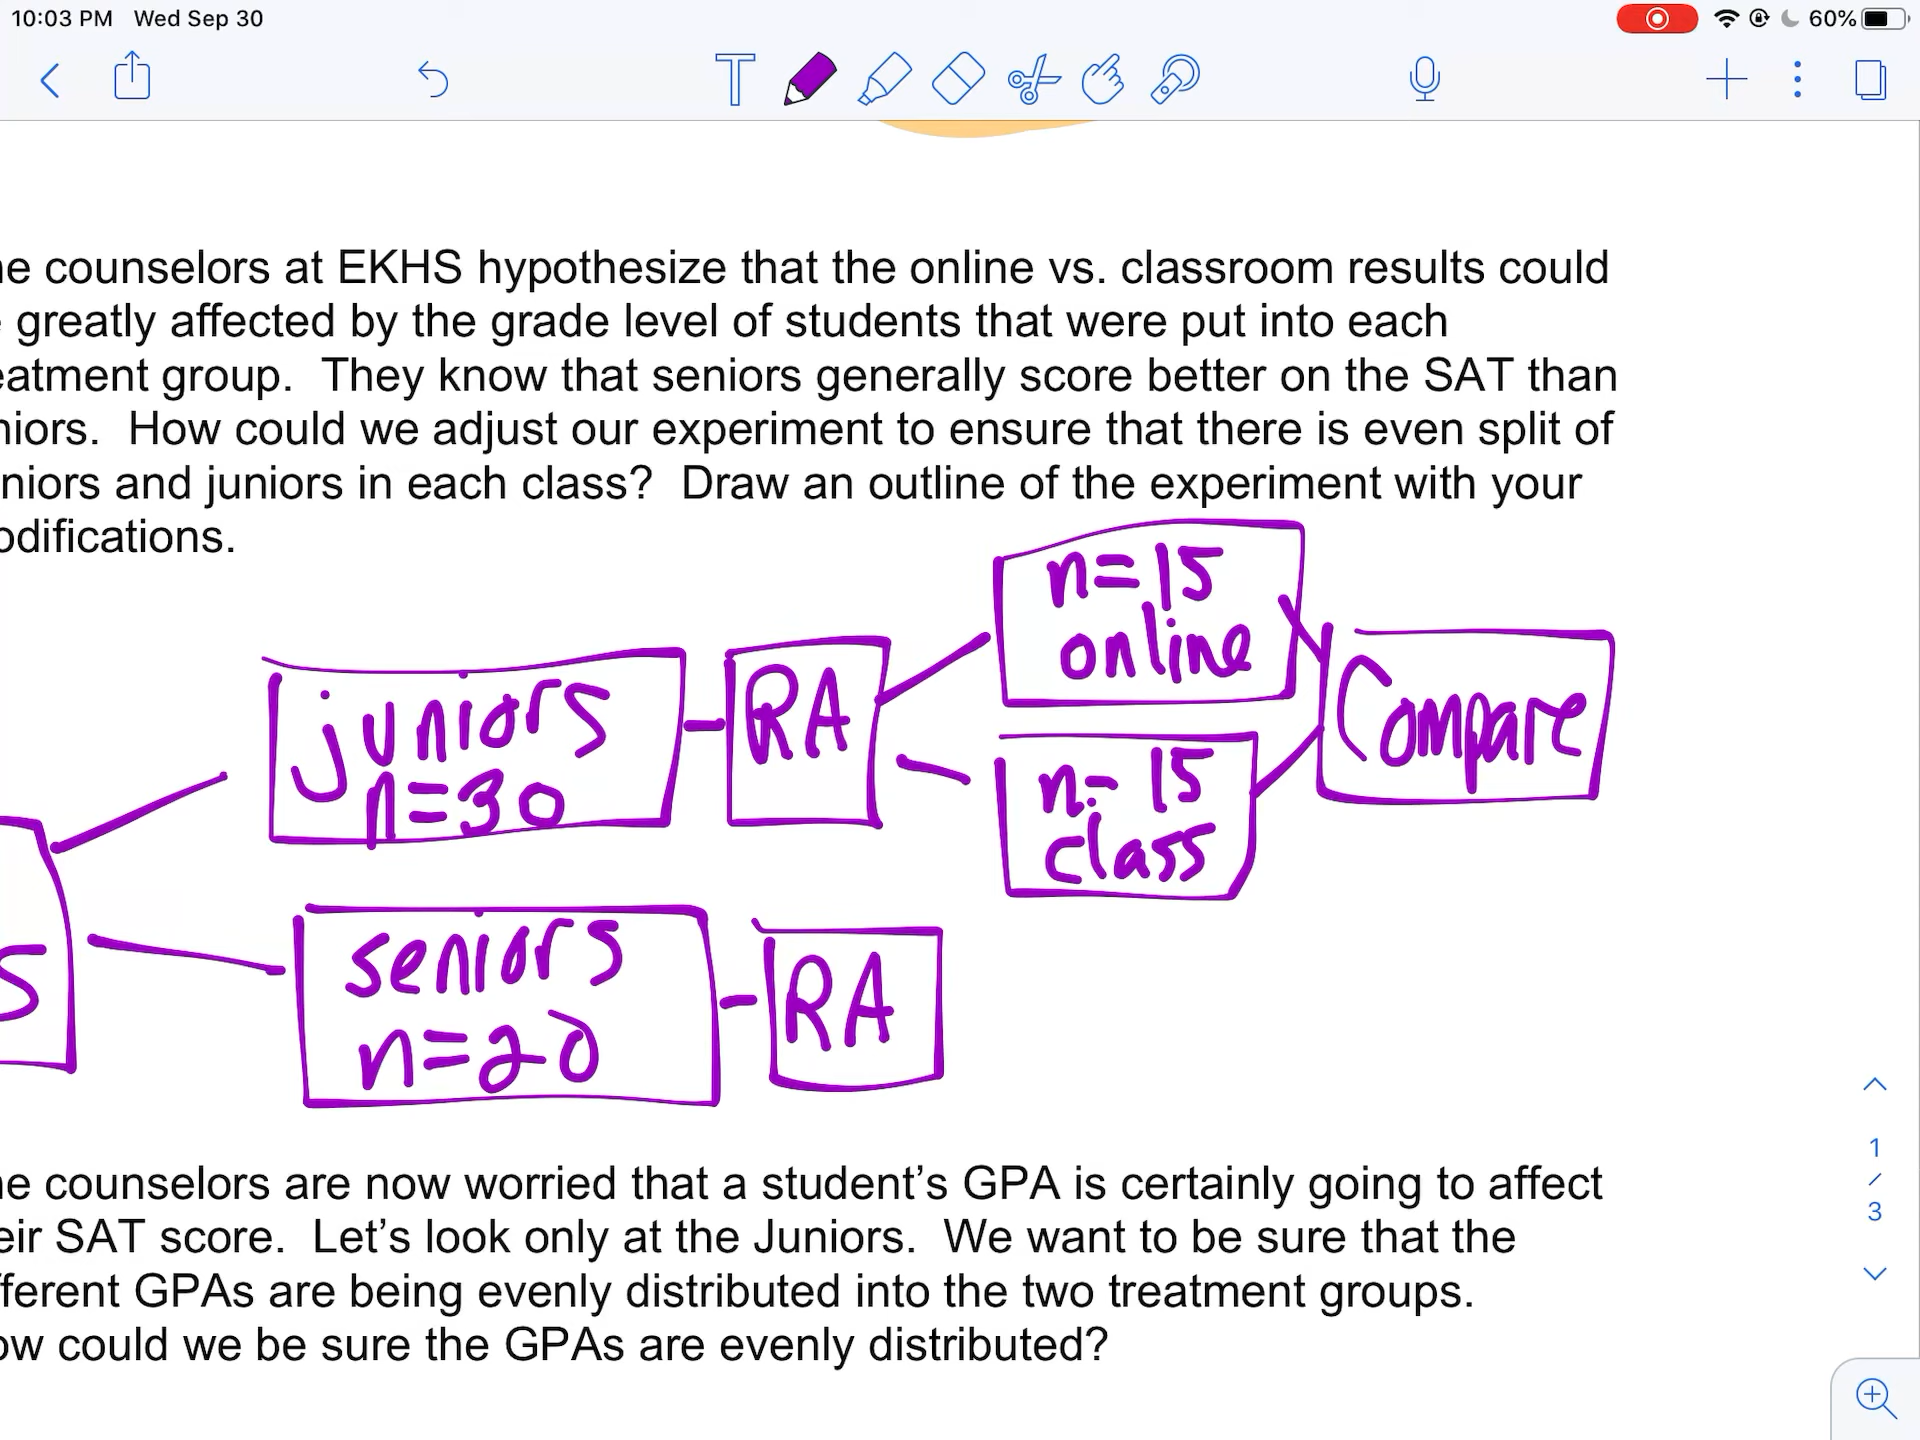 10:03 PM Wed Sep 30
60%
T
he counselors at EKHS hypothesize that the online vs. classroom results could
greatly affected by the grade level of students that were put into each
eatment group. They know that seniors generally score better on the SAT than
niors. How could we adjust our experiment to ensure that there is even split of
niors and juniors in each class? Draw an outline of the experiment with your
odifications.
n=15
online
juniors
n=30
RA
Compare
n=15
class
S
seniors
n=20
RA
1
/
3
he counselors are now worried that a student’s GPA is certainly going to affect
eir SAT score. Let’s look only at the Juniors. We want to be sure that the
fferent GPAs are being evenly distributed into the two treatment groups.
ow could we be sure the GPAs are evenly distributed?